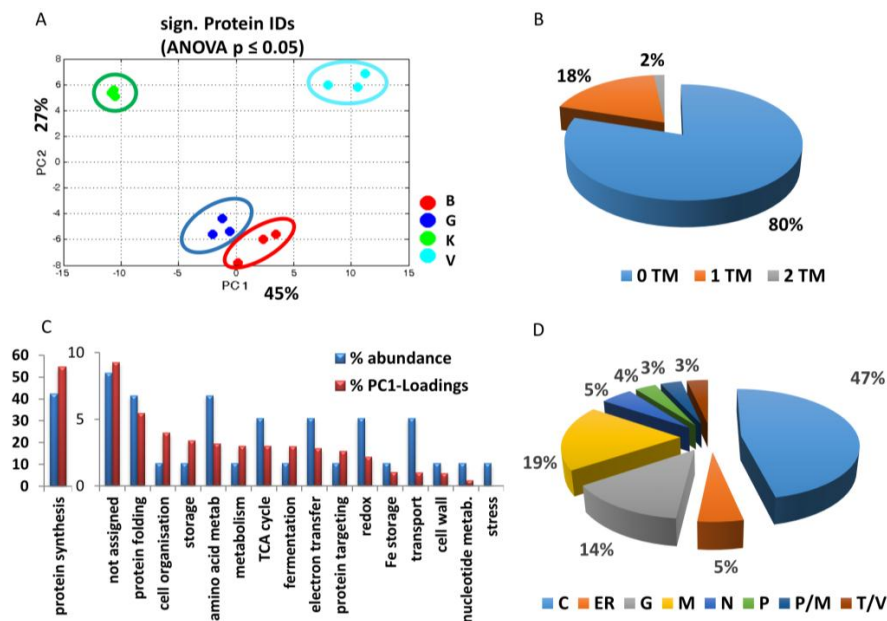 A
sign. Protein IDs
(ANOVA p ≤ 0.05)
8
6
4
2
0
-2
-4
-6
-8
27%
PC2
-15
-10
-5
0
5
10
15
PC1
45%
B
G
K
V
B
2%
18%
80%
0 TM
1 TM
2 TM
C
60
50
40
30
20
10
0
10
5
0
% abundance
% PC1-Loadings
protein synthesis
not assigned
protein folding
cell organisation
storage
amino acid metab
metabolism
TCA cycle
fermentation
electron transfer
protein targeting
redox
Fe storage
transport
cell wall
nucleotide metab.
stress
D
47%
5%
14%
19%
5%
4%
3%
3%
C ER G M N P P/M T/V